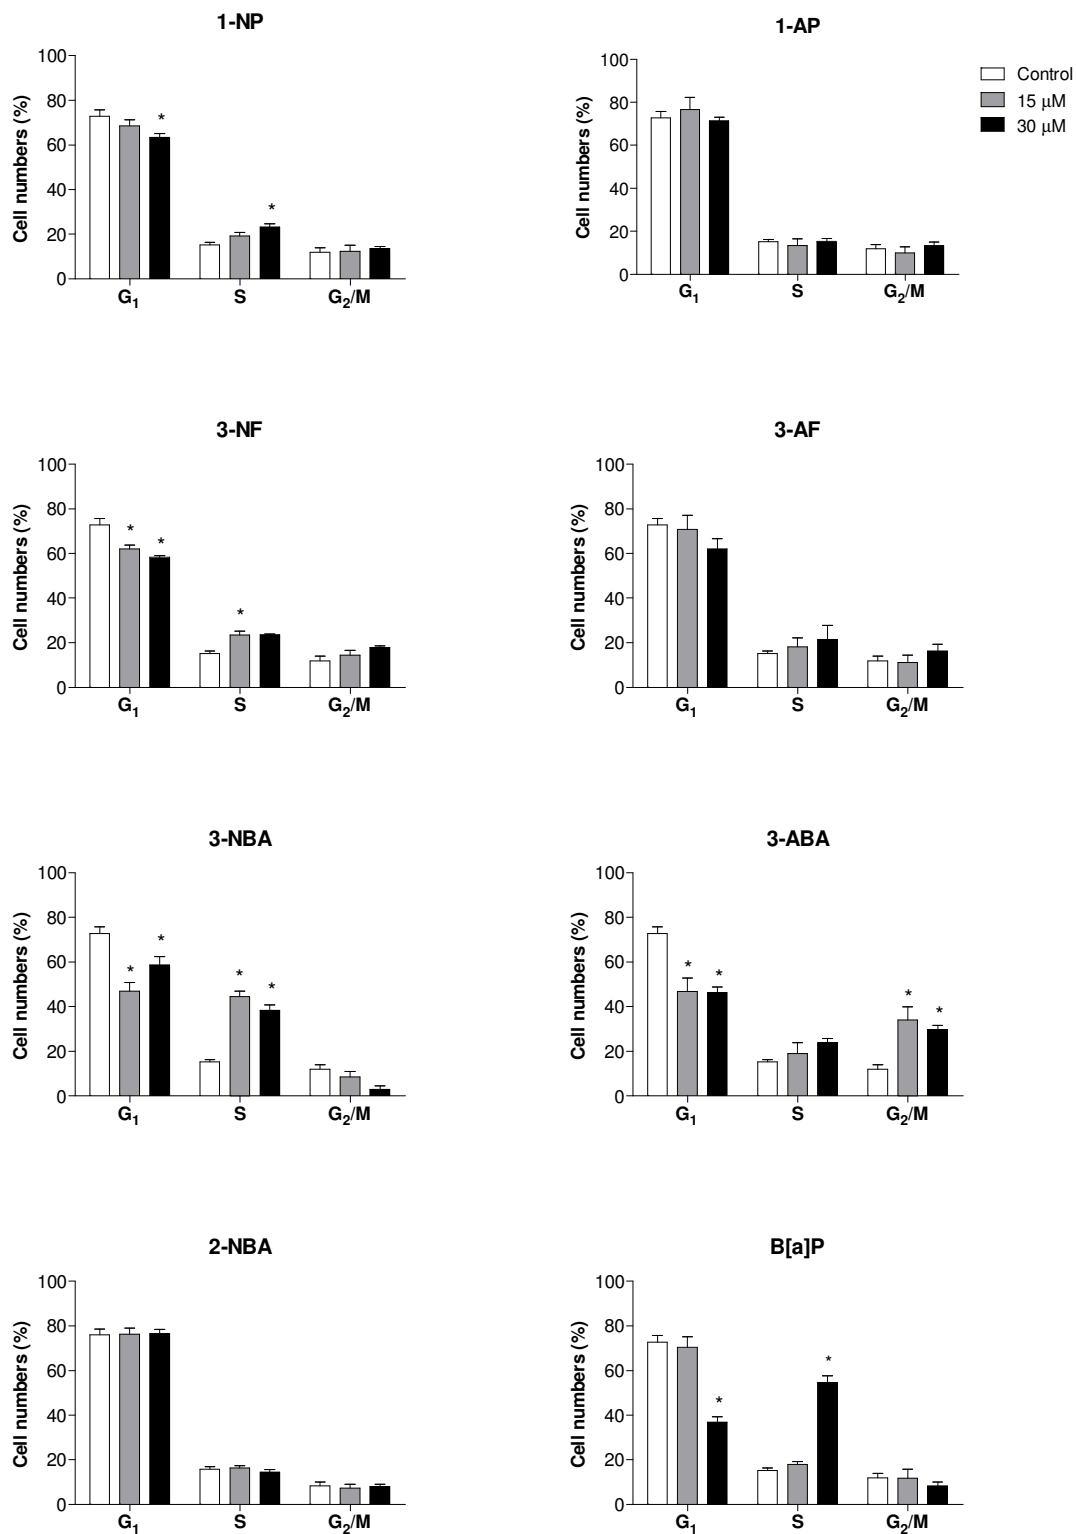 1-NP
Cell numbers (%)
100
80
60
40
20
0
*
*
G₁ S G₂/M
1-AP
Cell numbers (%)
100
80
60
40
20
0
G₁ S G₂/M
Control
15 µM
30 µM
3-NF
Cell numbers (%)
100
80
60
40
20
0
* *
*
G₁ S G₂/M
3-AF
Cell numbers (%)
100
80
60
40
20
0
G₁ S G₂/M
3-NBA
Cell numbers (%)
100
80
60
40
20
0
* *
* *
G₁ S G₂/M
3-ABA
Cell numbers (%)
100
80
60
40
20
0
* *
* *
G₁ S G₂/M
2-NBA
Cell numbers (%)
100
80
60
40
20
0
G₁ S G₂/M
B[a]P
Cell numbers (%)
100
80
60
40
20
0
*
*
G₁ S G₂/M